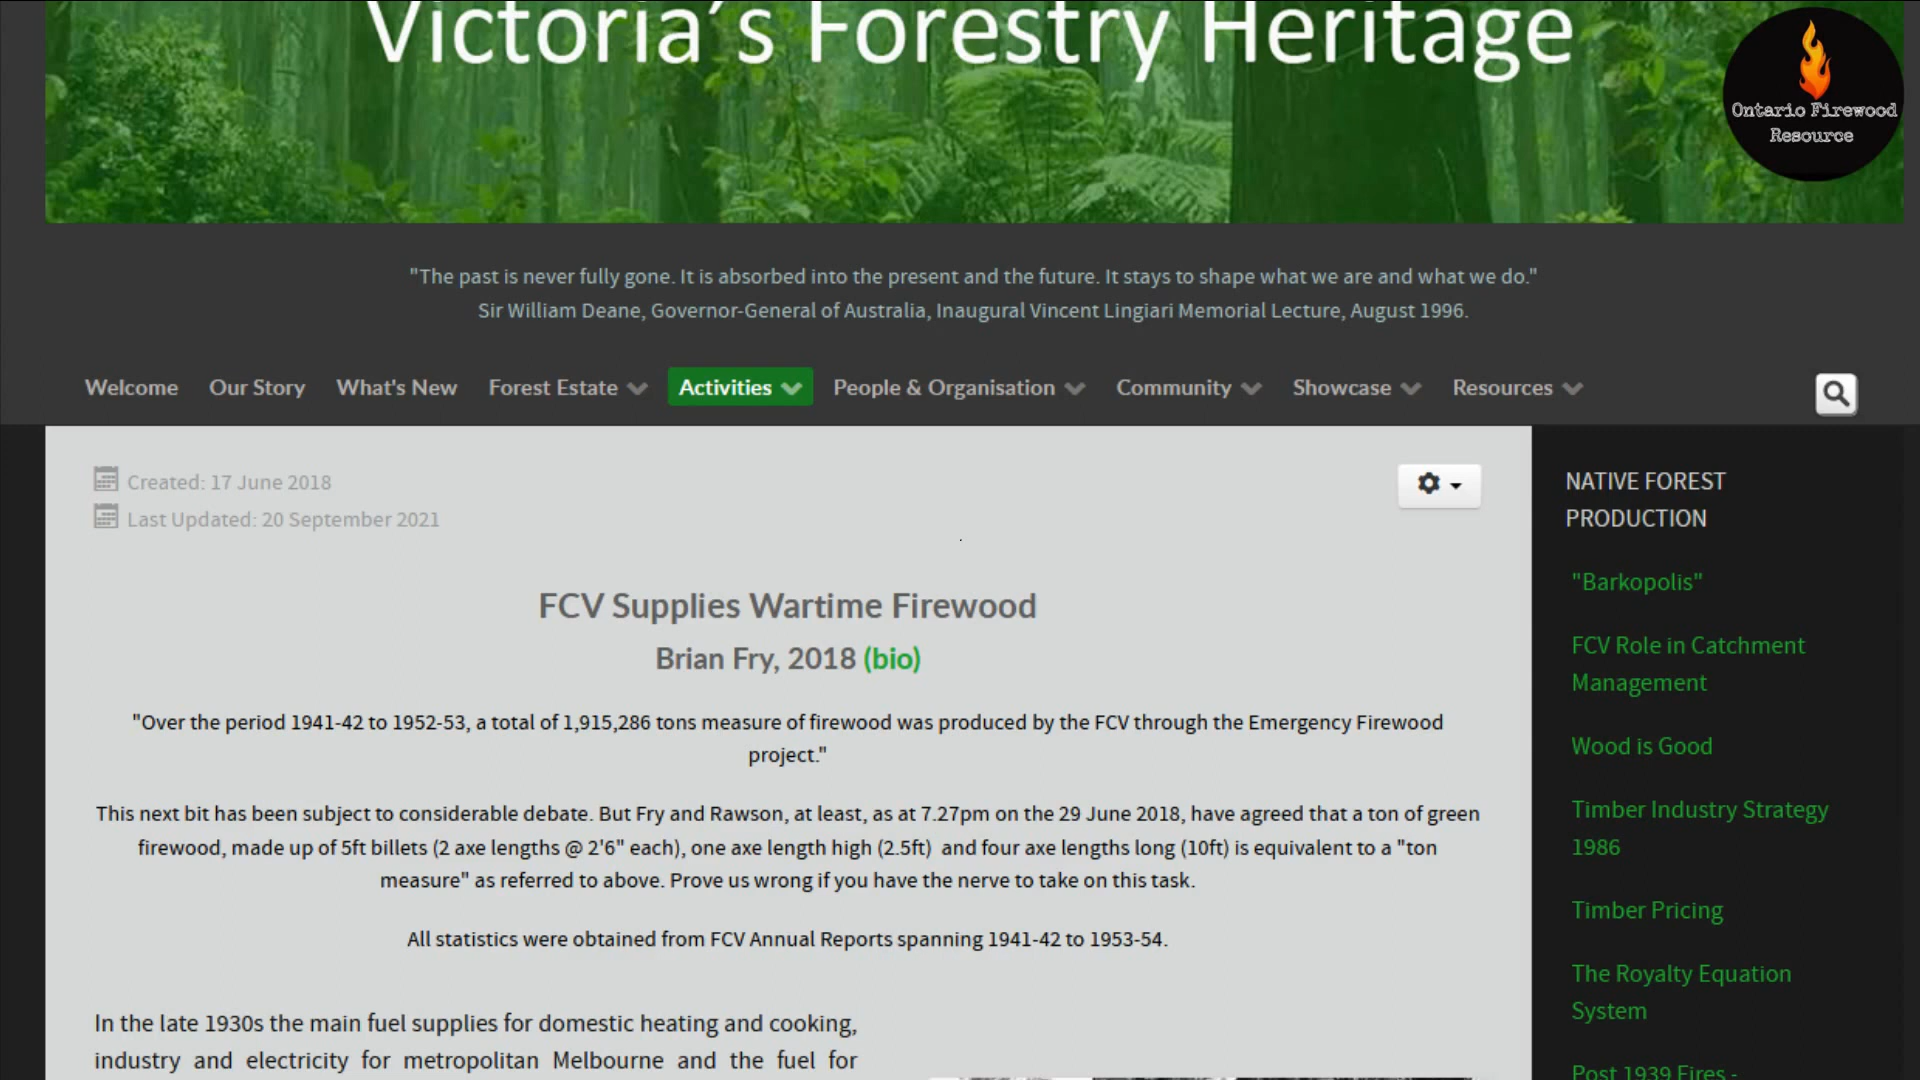 Victoria's Forestry Heritage
Ontario Firewood
Resource
"The past is never fully gone. It is absorbed into the present and the future. It stays to shape what we are and what we do."
Sir William Deane, Governor-General of Australia, Inaugural Vincent Lingiari Memorial Lecture, August 1996.
Welcome Our Story What's New Forest Estate Activities People & Organisation Community Showcase Resources
Created: 17 June 2018
Last Updated: 20 September 2021
FCV Supplies Wartime Firewood
Brian Fry, 2018 (bio)
"Over the period 1941-42 to 1952-53, a total of 1,915,286 tons measure of firewood was produced by the FCV through the Emergency Firewood
project."
This next bit has been subject to considerable debate. But Fry and Rawson, at least, as at 7.27pm on the 29 June 2018, have agreed that a ton of green
firewood, made up of 5ft billets (2 axe lengths @ 2'6" each), one axe length high (2.5ft) and four axe lengths long (10ft) is equivalent to a "ton
measure" as referred to above. Prove us wrong if you have the nerve to take on this task.
All statistics were obtained from FCV Annual Reports spanning 1941-42 to 1953-54.
In the late 1930s the main fuel supplies for domestic heating and cooking,
industry and electricity for metropolitan Melbourne and the fuel for
NATIVE FOREST
PRODUCTION
"Barkopolis"
FCV Role in Catchment
Management
Wood is Good
Timber Industry Strategy
1986
Timber Pricing
The Royalty Equation
System
Post 1939 Fires -